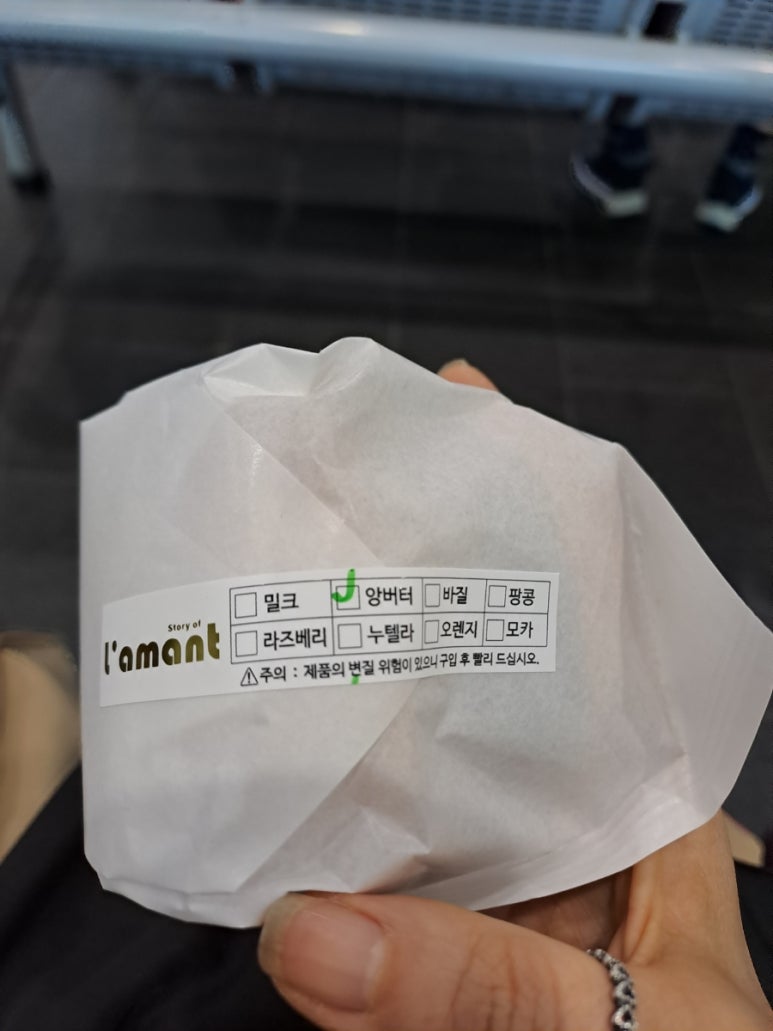 Story of
l'amant
밀크 앙버터 바질 팡콩
라즈베리 누텔라 오렌지 모카
주의 : 제품의 변질 위험이 있으니 구입 후 빨리 드십시오.